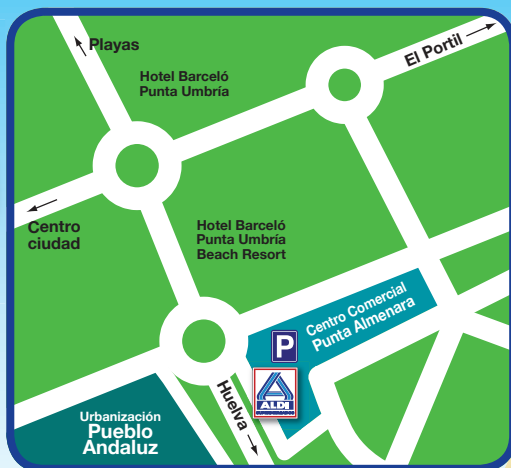 Playas
El Portil
Hotel Barceló
Punta Umbría
Centro
ciudad
Hotel Barceló
Punta Umbría
Beach Resort
Centro Comercial
Punta Almenara
P
ALDI
Huelva
Urbanización
Pueblo
Andaluz